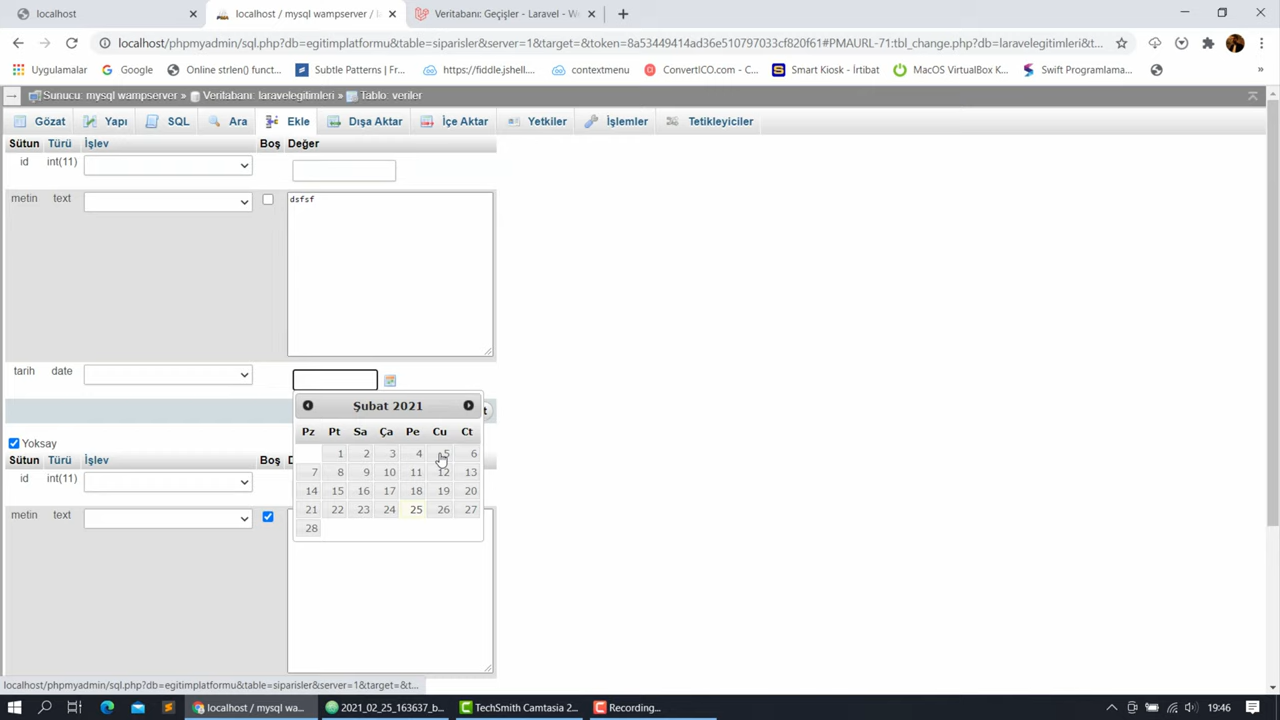 localhost
localhost / mysql wampserver / l
Veritabanı: Geçişler - Laravel - W
localhost/phpmyadmin/sql.php?db=egitimplatformu&table=siparisler&server=1&target=&token=8a53449414ad36e510797033cf820f61#PMAURL-71:tbl_change.php?db=laravelegitimleri&t...
Uygulamalar Google Online strlen() funct... Subtle Patterns | Fr... https://fiddle.jshell.... contextmenu ConvertICO.com - C... Smart Kiosk - İrtibat MacOS VirtualBox K... Swift Programlama...
Sunucu: mysql wampserver » Veritabanı: laravelegitimleri » Tablo: veriler
Gözat Yapı SQL Ara Ekle Dışa Aktar İçe Aktar Yetkiler İşlemler Tetikleyiciler
Sütun Türü İşlev Boş Değer
id int(11)
metin text dsfsf
tarih date
Şubat 2021
Pz Pt Sa Ça Pe Cu Ct
1 2 3 4 5 6
7 8 9 10 11 12 13
14 15 16 17 18 19 20
21 22 23 24 25 26 27
28
Yoksay
Sütun Türü İşlev Boş
id int(11)
metin text
localhost/phpmyadmin/sql.php?db=egitimplatformu&table=siparisler&server=1&target=&t...
localhost / mysql wa... 2021_02_25_163637_b... TechSmith Camtasia 2... Recording... 19:46